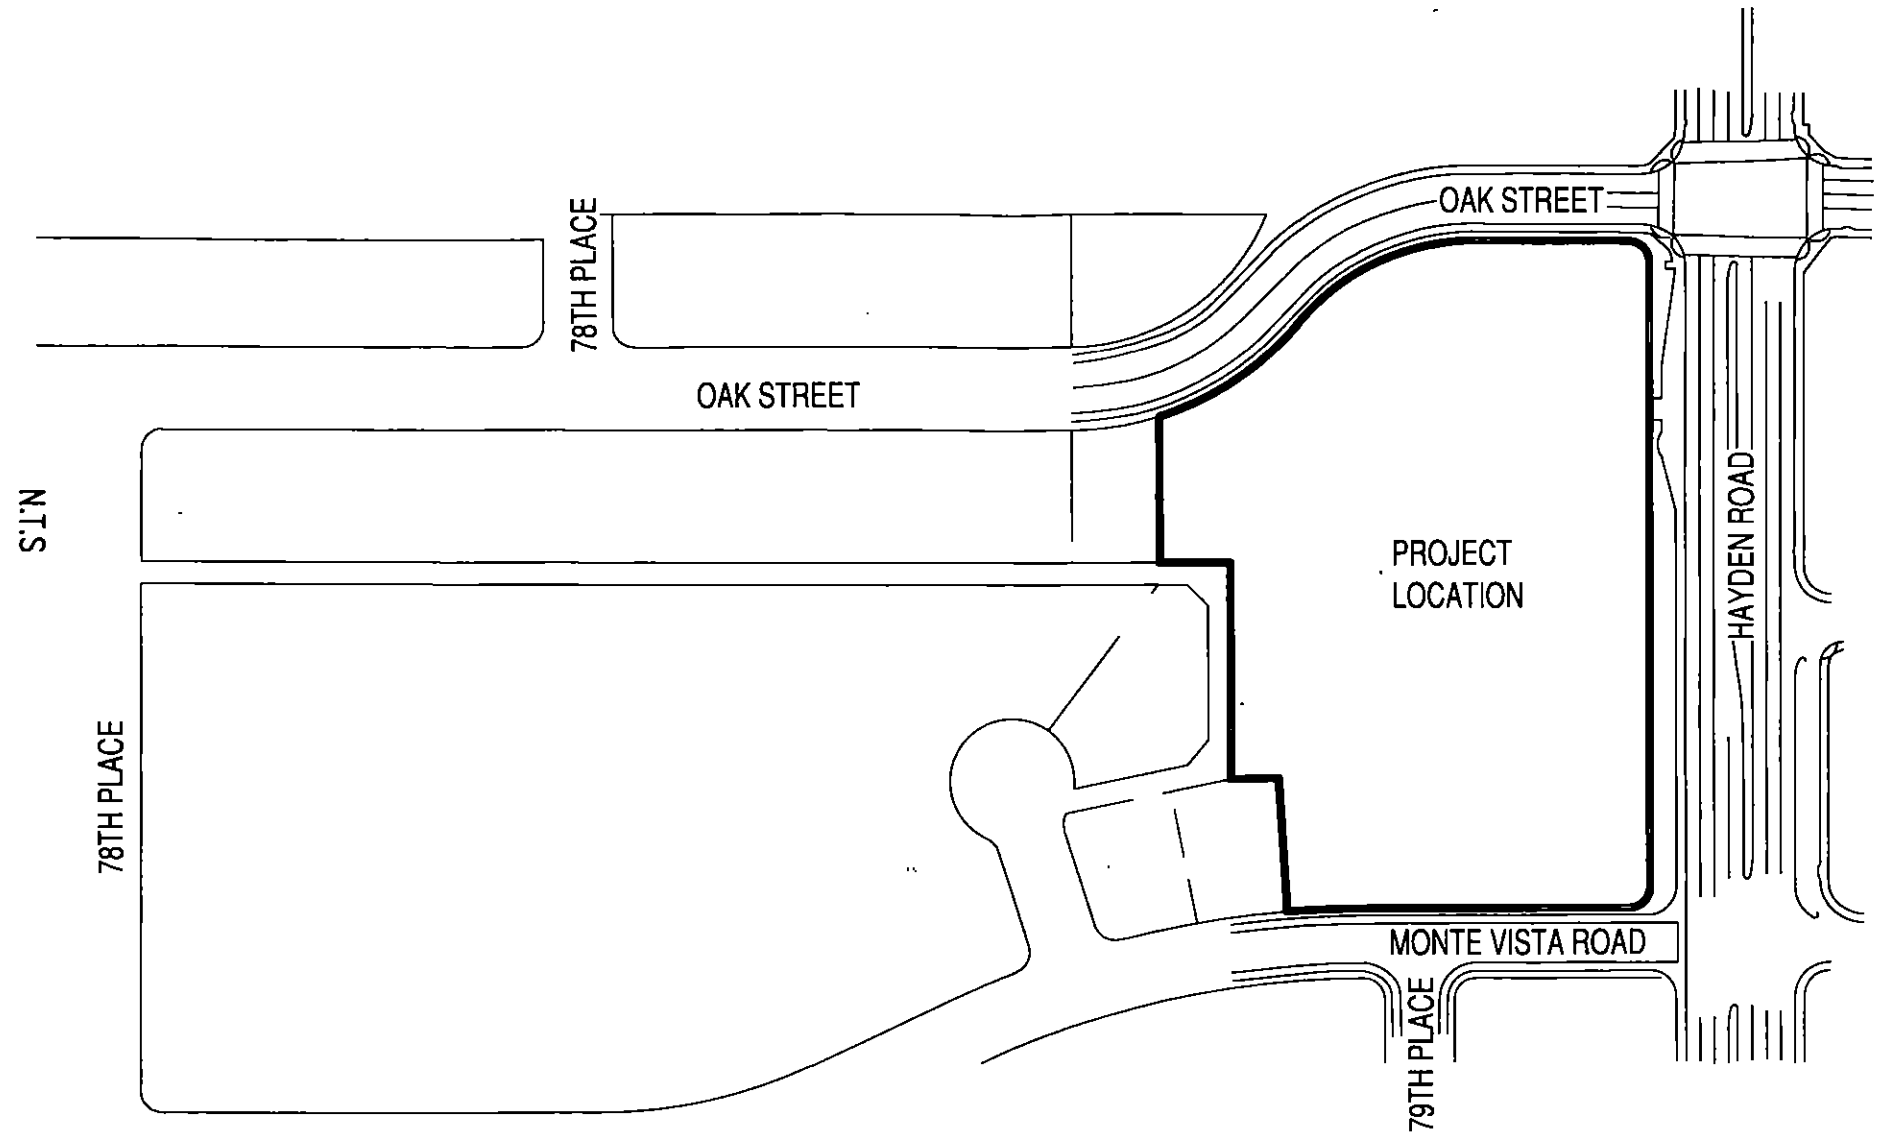 OAK STREET
78TH PLACE
OAK STREET
N.T.S
HAYDEN ROAD
PROJECT
LOCATION
78TH PLACE
MONTE VISTA ROAD
79TH PLACE